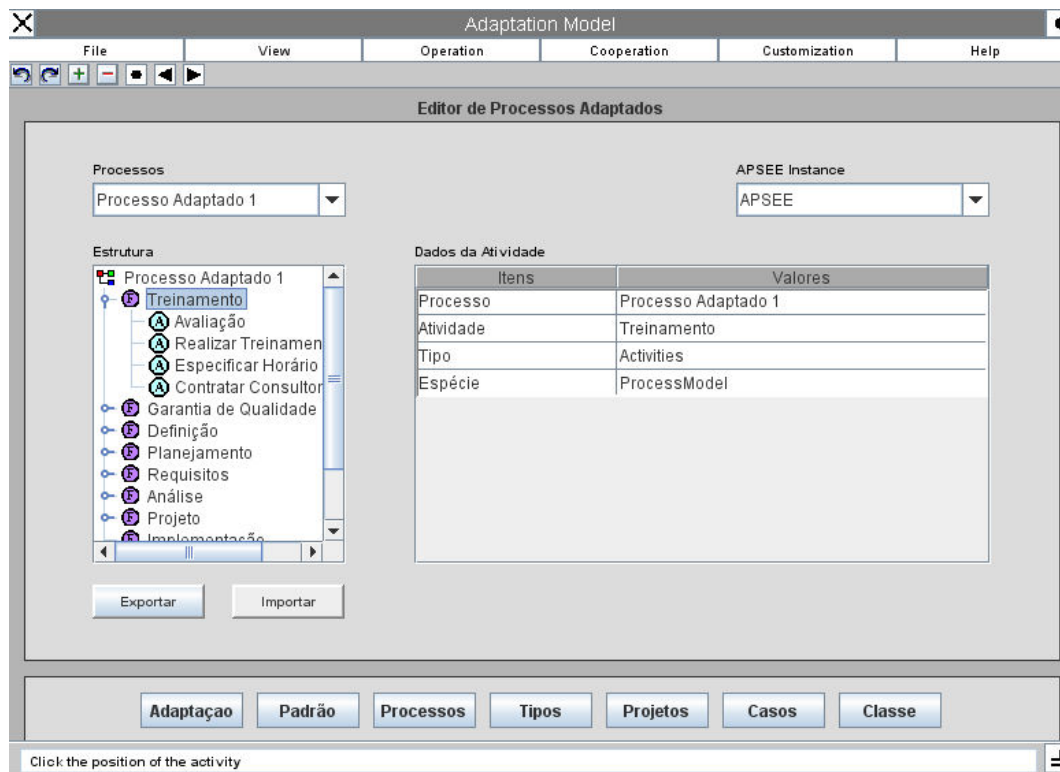 Adaptation Model
File View Operation Cooperation Customization Help
Editor de Processos Adaptados
Processos
APSEE Instance
Processo Adaptado 1
APSEE
Estrutura
Dados da Atividade
Processo Adaptado 1
Treinamento
Avaliação
Realizar Treinamen
Especificar Horário
Contratar Consultor
Garantia de Qualidade
Definição
Planejamento
Requisitos
Análise
Projeto
Implementação
Itens Valores
Processo Processo Adaptado 1
Atividade Treinamento
Tipo Activities
Espécie ProcessModel
Exportar Importar
Adaptaçao Padrão Processos Tipos Projetos Casos Classe
Click the position of the activity